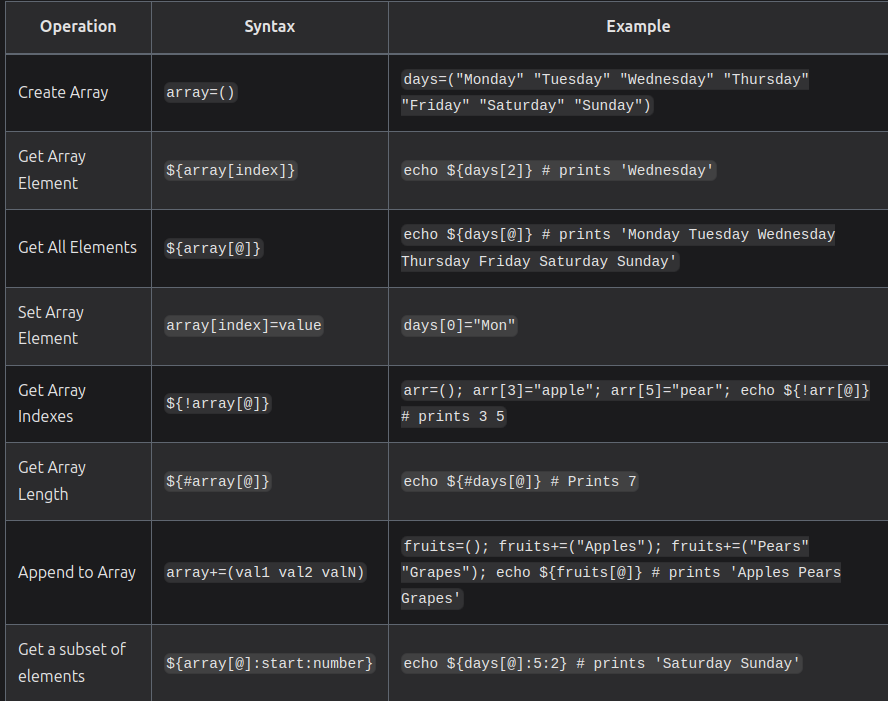 Operation Syntax Example
Create Array
array=()
days=("Monday" "Tuesday" "Wednesday" "Thursday"
"Friday" "Saturday" "Sunday")
Get Array
Element
${array[index]}
echo ${days[2]} # prints 'Wednesday'
Get All Elements
${array[@]}
echo ${days[@]} # prints 'Monday Tuesday Wednesday
Thursday Friday Saturday Sunday'
Set Array
Element
array[index]=value
days[0]="Mon"
Get Array
Indexes
${!array[@]}
arr=(); arr[3]="apple"; arr[5]="pear"; echo ${!arr[@]}
# prints 3 5
Get Array
Length
${#array[@]}
echo ${#days[@]} # Prints 7
Append to Array
array+=(val1 val2 valN)
fruits=(); fruits+=("Apples"); fruits+=("Pears"
"Grapes"); echo ${fruits[@]} # prints 'Apples Pears
Grapes'
Get a subset of
elements
${array[@]:start:number}
echo ${days[@]:5:2} # prints 'Saturday Sunday'